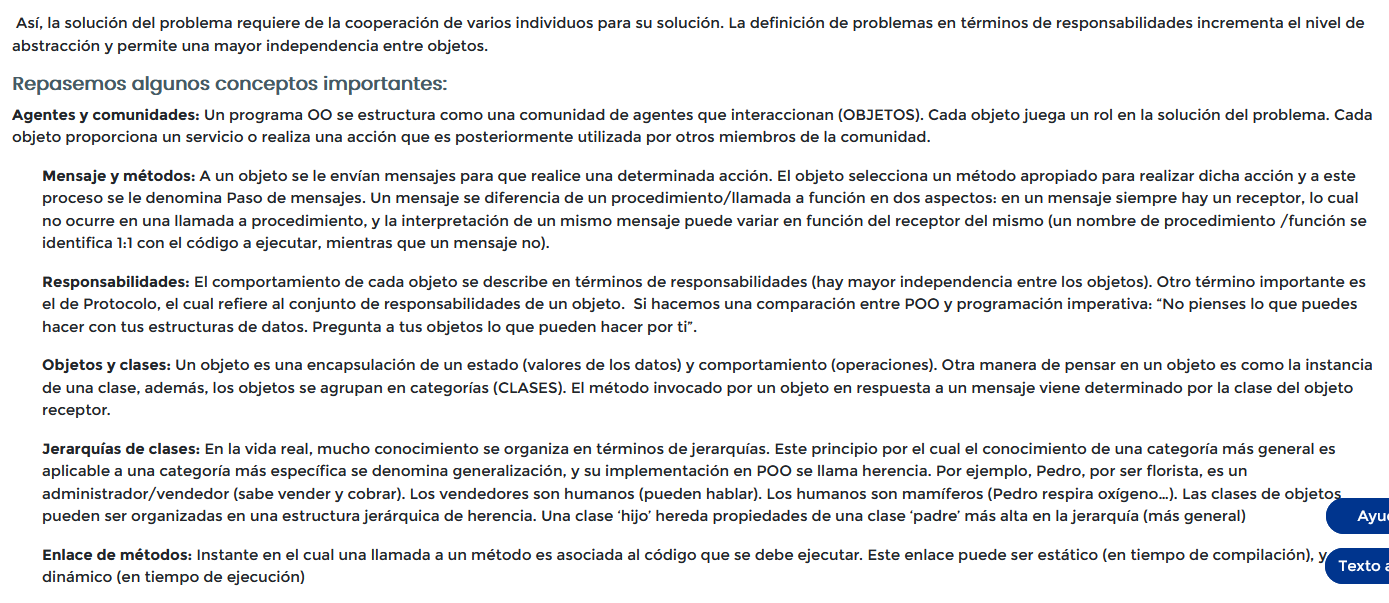 Así, la solución del problema requiere de la cooperación de varios individuos para su solución. La definición de problemas en términos de responsabilidades incrementa el nivel de
abstracción y permite una mayor independencia entre objetos.
Repasemos algunos conceptos importantes:
Agentes y comunidades: Un programa OO se estructura como una comunidad de agentes que interaccionan (OBJETOS). Cada objeto juega un rol en la solución del problema. Cada
objeto proporciona un servicio o realiza una acción que es posteriormente utilizada por otros miembros de la comunidad.
Mensaje y métodos: A un objeto se le envían mensajes para que realice una determinada acción. El objeto selecciona un método apropiado para realizar dicha acción y a este
proceso se le denomina Paso de mensajes. Un mensaje se diferencia de un procedimiento/llamada a función en dos aspectos: en un mensaje siempre hay un receptor, lo cual
no ocurre en una llamada a procedimiento, y la interpretación de un mismo mensaje puede variar en función del receptor del mismo (un nombre de procedimiento /función se
identifica 1:1 con el código a ejecutar, mientras que un mensaje no).
Responsabilidades: El comportamiento de cada objeto se describe en términos de responsabilidades (hay mayor independencia entre los objetos). Otro término importante es
el de Protocolo, el cual refiere al conjunto de responsabilidades de un objeto.  Si hacemos una comparación entre POO y programación imperativa: “No pienses lo que puedes
hacer con tus estructuras de datos. Pregunta a tus objetos lo que pueden hacer por ti”.
Objetos y clases: Un objeto es una encapsulación de un estado (valores de los datos) y comportamiento (operaciones). Otra manera de pensar en un objeto es como la instancia
de una clase, además, los objetos se agrupan en categorías (CLASES). El método invocado por un objeto en respuesta a un mensaje viene determinado por la clase del objeto
receptor.
Jerarquías de clases: En la vida real, mucho conocimiento se organiza en términos de jerarquías. Este principio por el cual el conocimiento de una categoría más general es
aplicable a una categoría más específica se denomina generalización, y su implementación en POO se llama herencia. Por ejemplo, Pedro, por ser florista, es un
administrador/vendedor (sabe vender y cobrar). Los vendedores son humanos (pueden hablar). Los humanos son mamíferos (Pedro respira oxígeno…). Las clases de objetos
pueden ser organizadas en una estructura jerárquica de herencia. Una clase ‘hijo’ hereda propiedades de una clase ‘padre’ más alta en la jerarquía (más general)
Ayu
Enlace de métodos: Instante en el cual una llamada a un método es asociada al código que se debe ejecutar. Este enlace puede ser estático (en tiempo de compilación), y
dinámico (en tiempo de ejecución)
Texto a